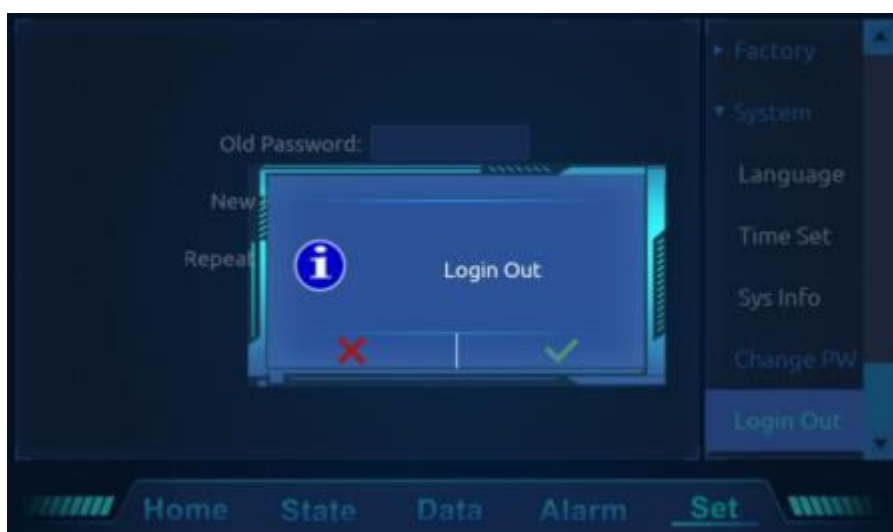 Factory
System
Old Password:
Language
New
Time Set
Repeat
Login Out
Sys Info
Change PW
Login Out
Home State Data Alarm Set